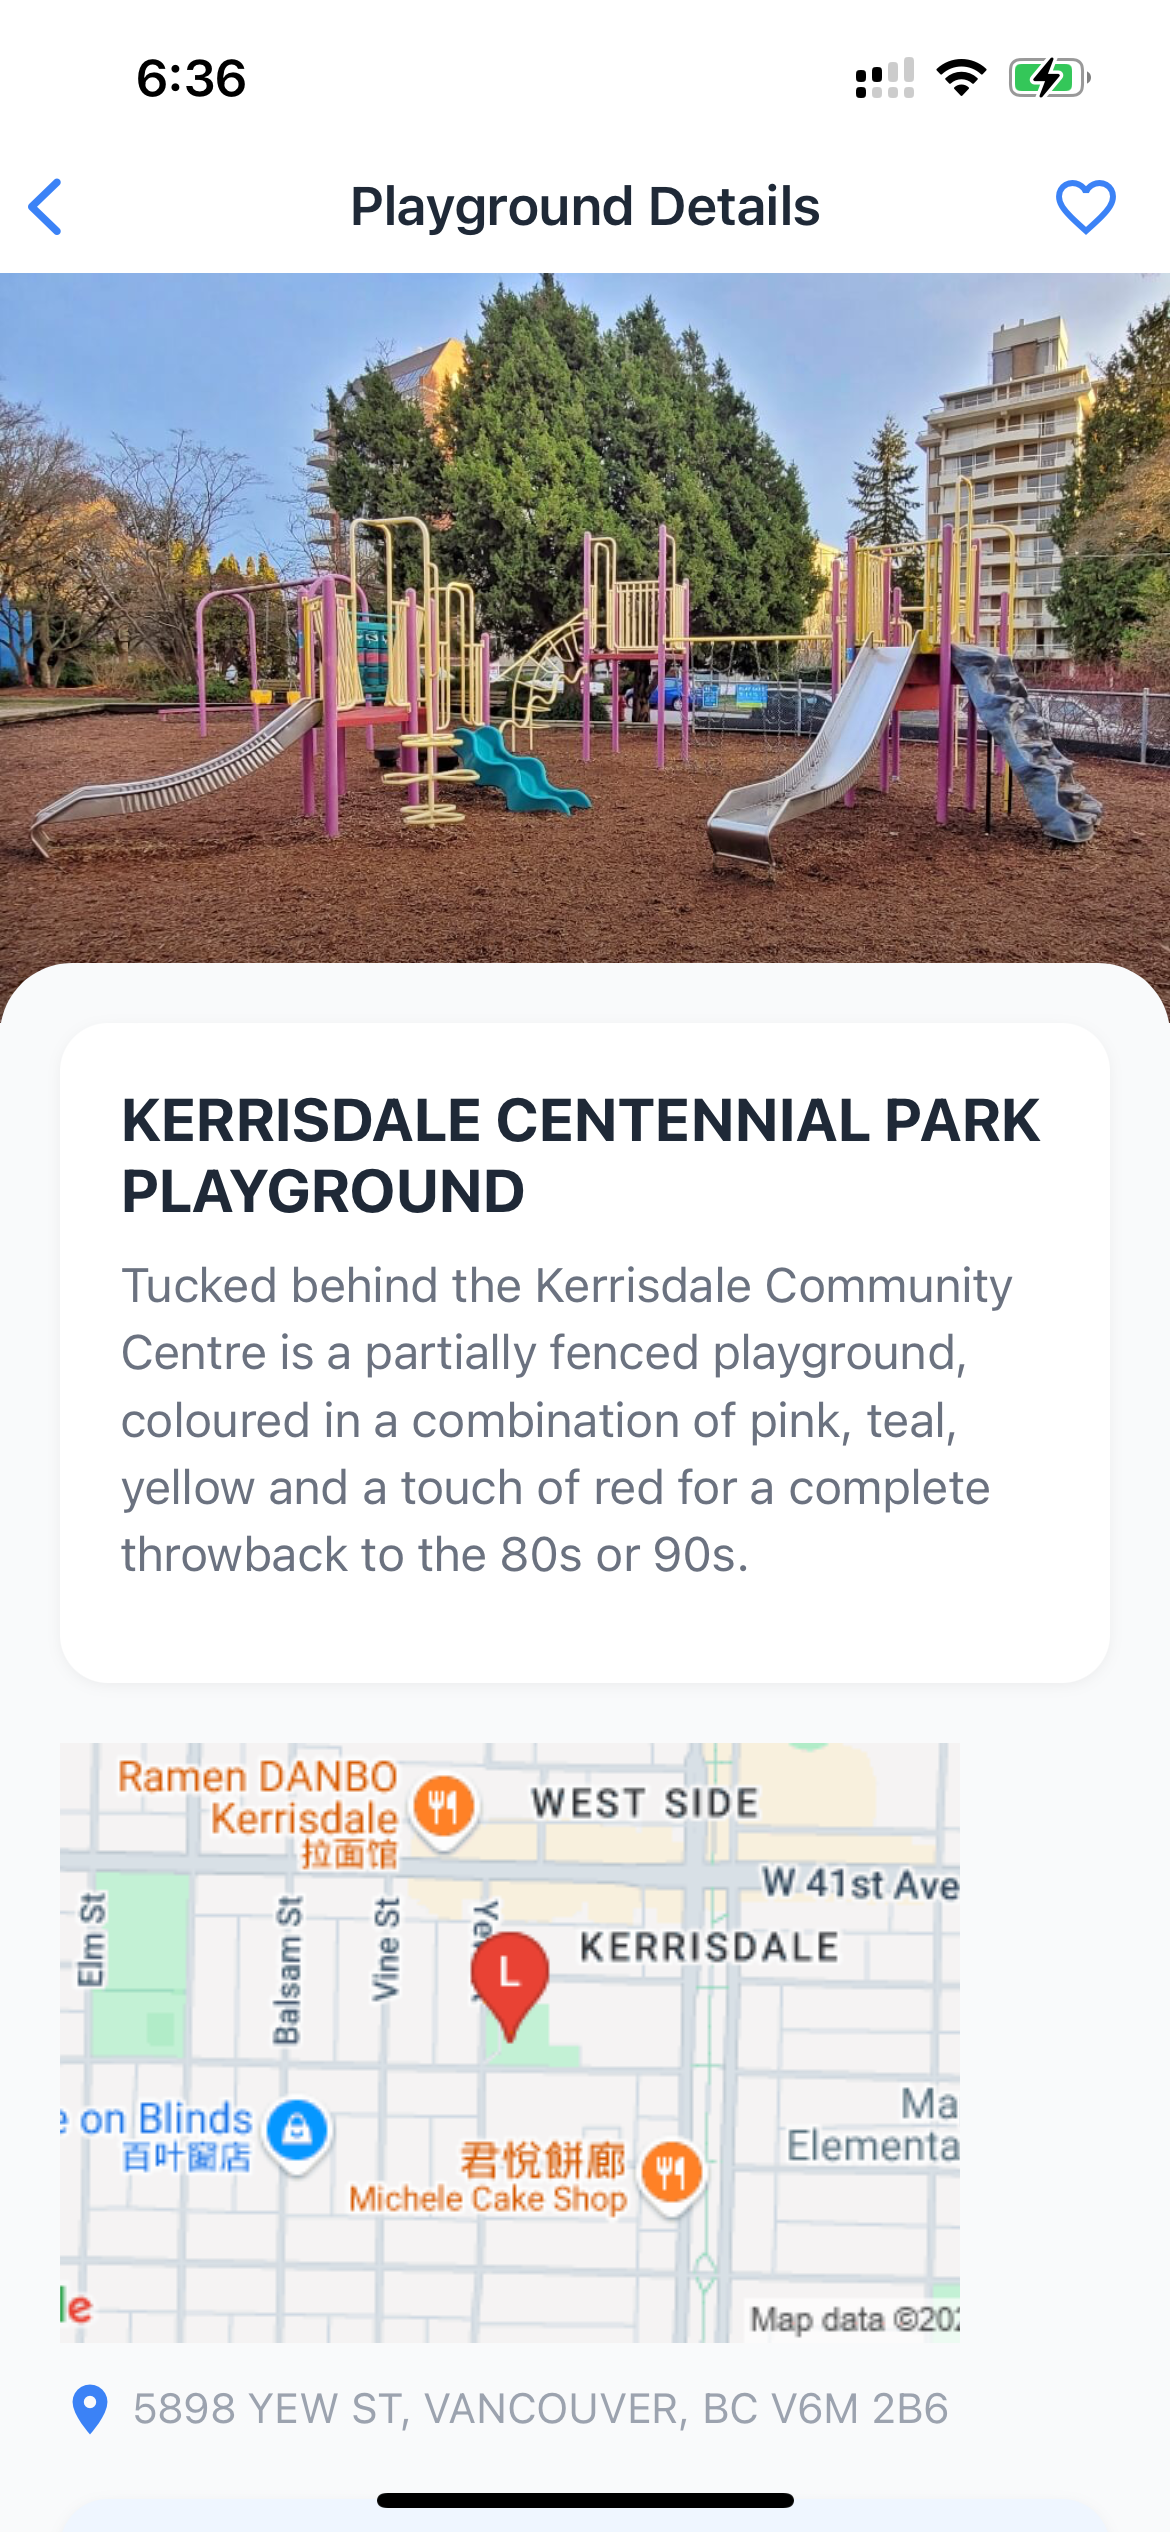 6:36
Playground Details
KERRISDALE CENTENNIAL PARK
PLAYGROUND
Tucked behind the Kerrisdale Community
Centre is a partially fenced playground,
coloured in a combination of pink, teal,
yellow and a touch of red for a complete
throwback to the 80s or 90s.
Ramen DANBO
Kerrisdale
拉面馆
WEST SIDE
W 41st Ave
Elm St
Balsam St
Vine St
L
KERRISDALE
e on Blinds
百叶窗店
君悅餅廊
Michele Cake Shop
Ma
Elementa
le
Map data ©202
5898 YEW ST, VANCOUVER, BC V6M 2B6